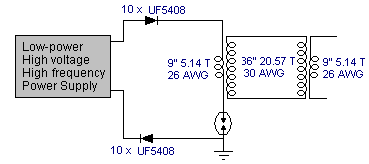 10 x UF5408
Low-power
High voltage
High frequency
Power Supply
9" 5.14 T
26 AWG
36" 20.57 T
30 AWG
9" 5.14 T
26 AWG
10 x UF5408